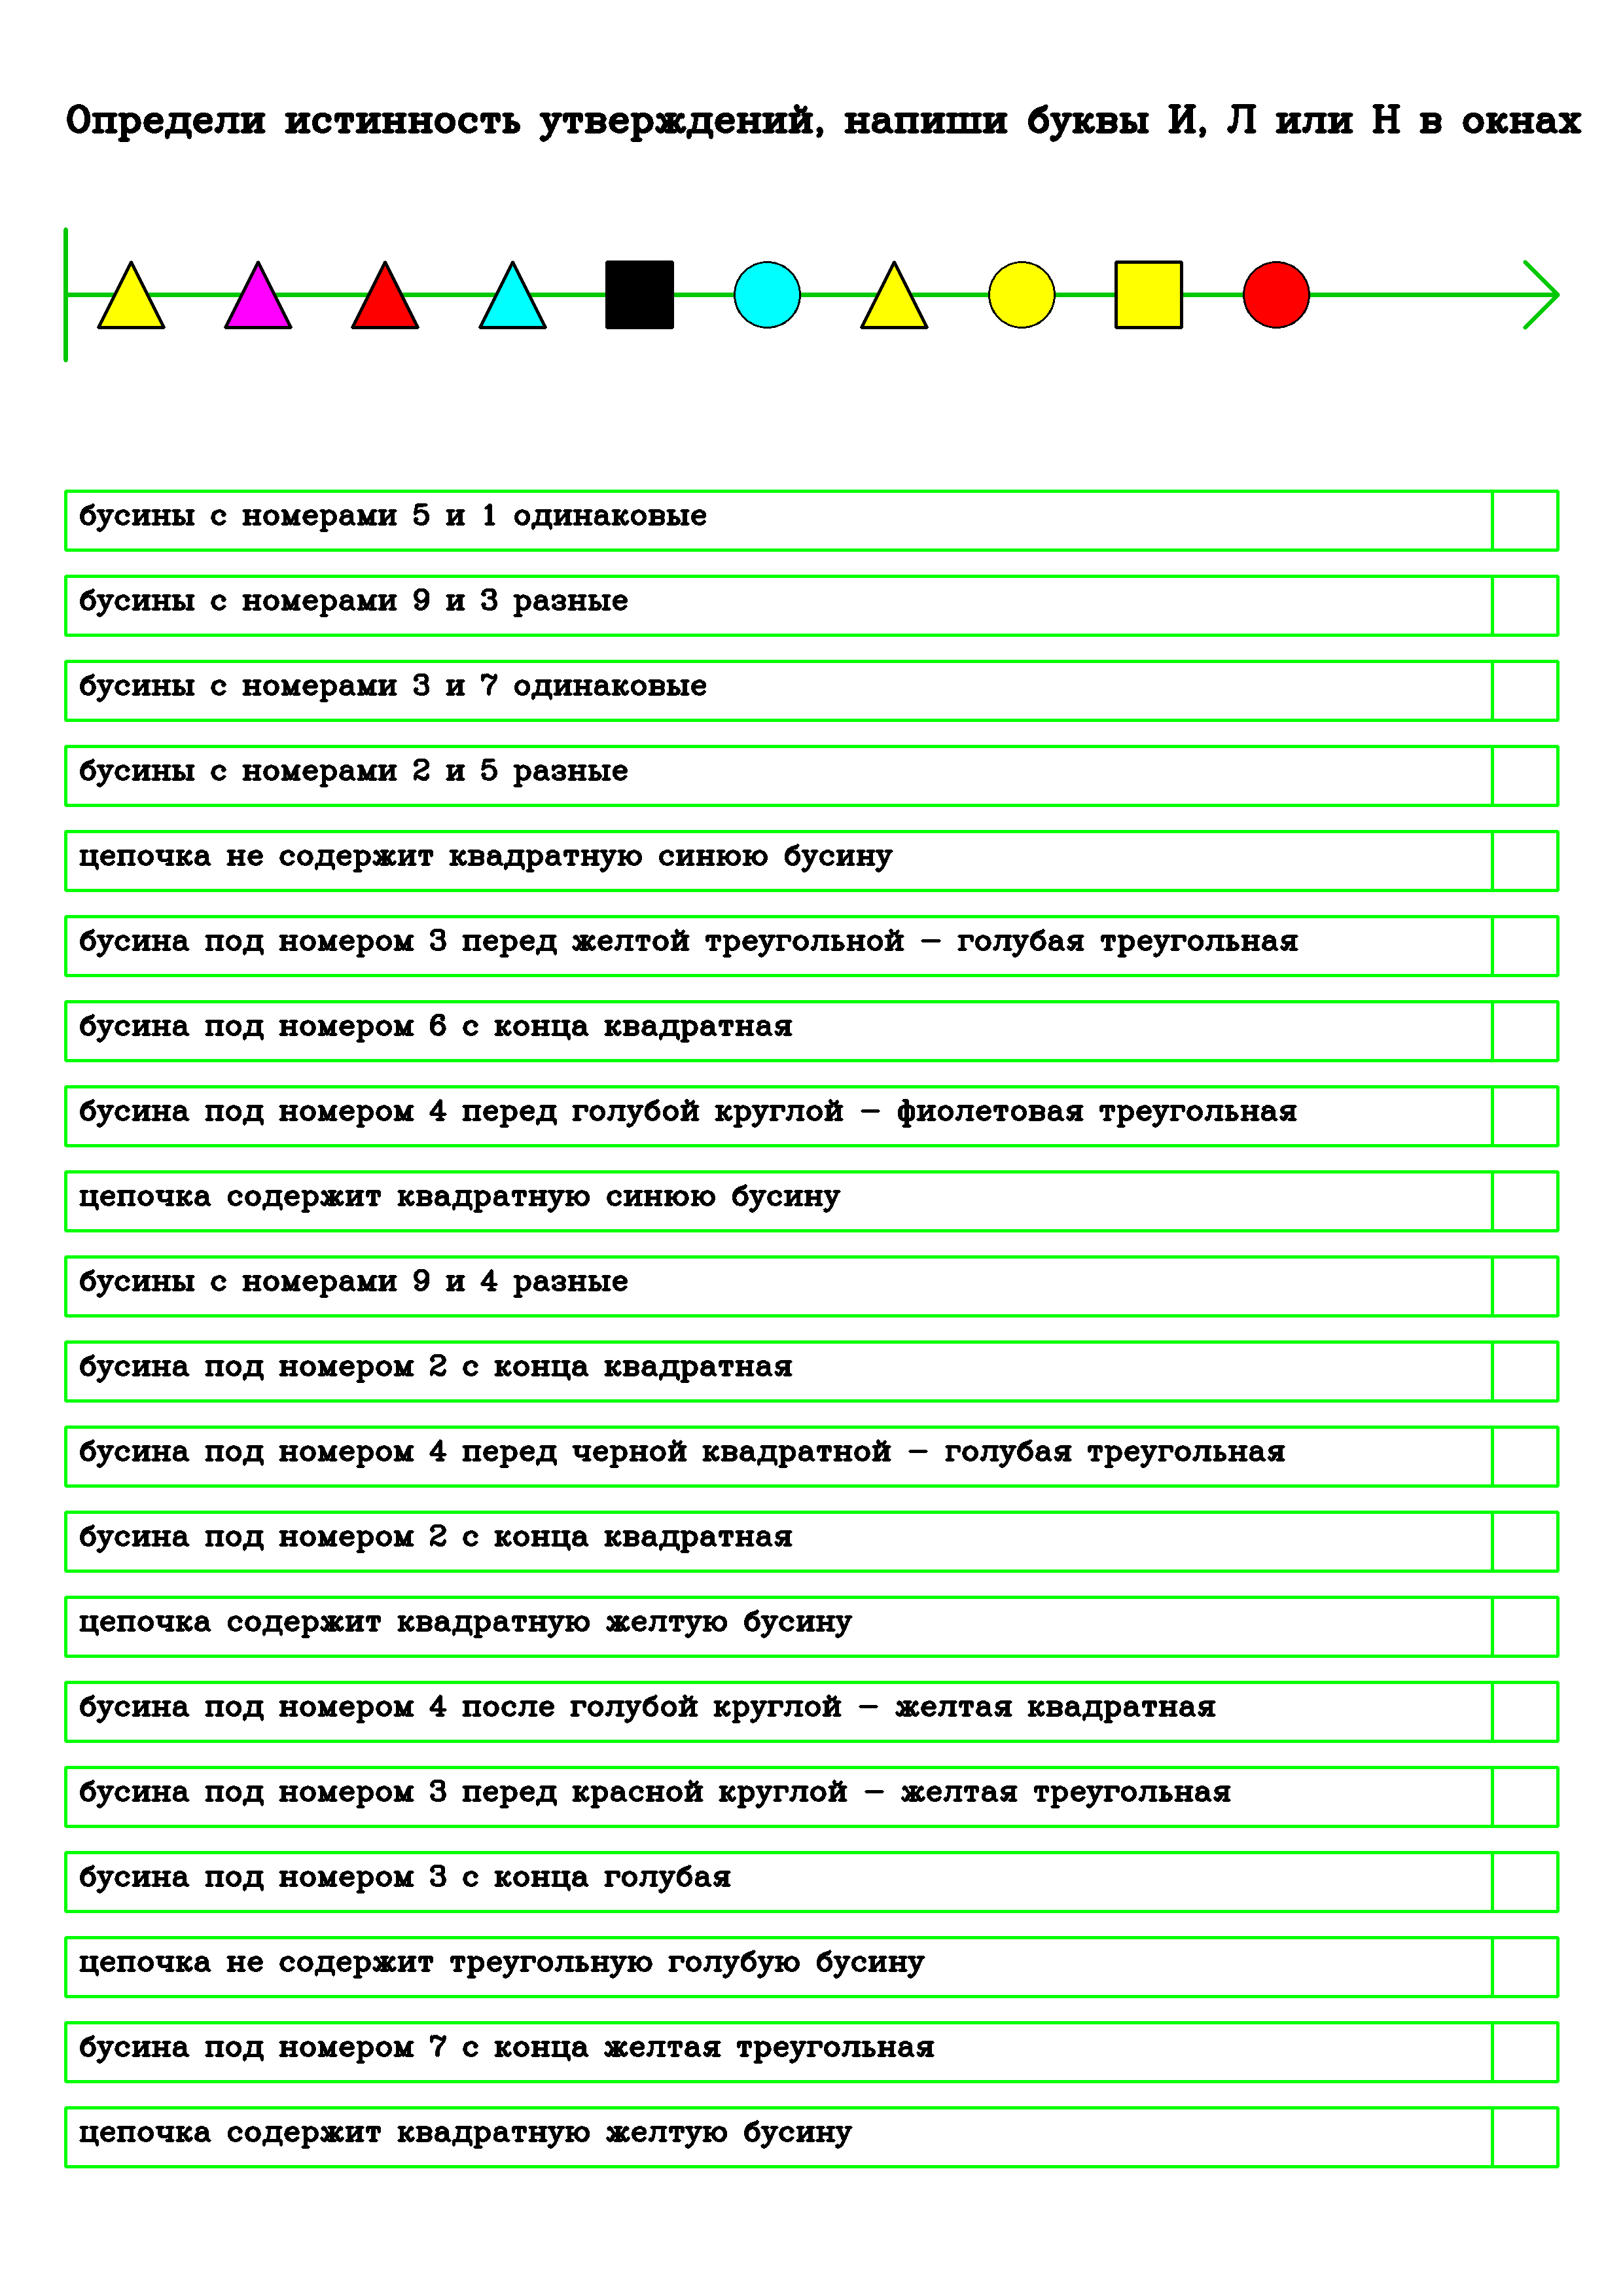 Определи истинность утверждений, напиши буквы И, Л или Н в окнах
бусины с номерами 5 и 1 одинаковые
бусины с номерами 9 и 3 разные
бусины с номерами 3 и 7 одинаковые
бусины с номерами 2 и 5 разные
цепочка не содержит квадратную синюю бусину
бусина под номером 3 перед желтой треугольной – голубая треугольная
бусина под номером 6 с конца квадратная
бусина под номером 4 перед голубой круглой – фиолетовая треугольная
цепочка содержит квадратную синюю бусину
бусины с номерами 9 и 4 разные
бусина под номером 2 с конца квадратная
бусина под номером 4 перед черной квадратной – голубая треугольная
бусина под номером 2 с конца квадратная
цепочка содержит квадратную желтую бусину
бусина под номером 4 после голубой круглой – желтая квадратная
бусина под номером 3 перед красной круглой – желтая треугольная
бусина под номером 3 с конца голубая
цепочка не содержит треугольную голубую бусину
бусина под номером 7 с конца желтая треугольная
цепочка содержит квадратную желтую бусину